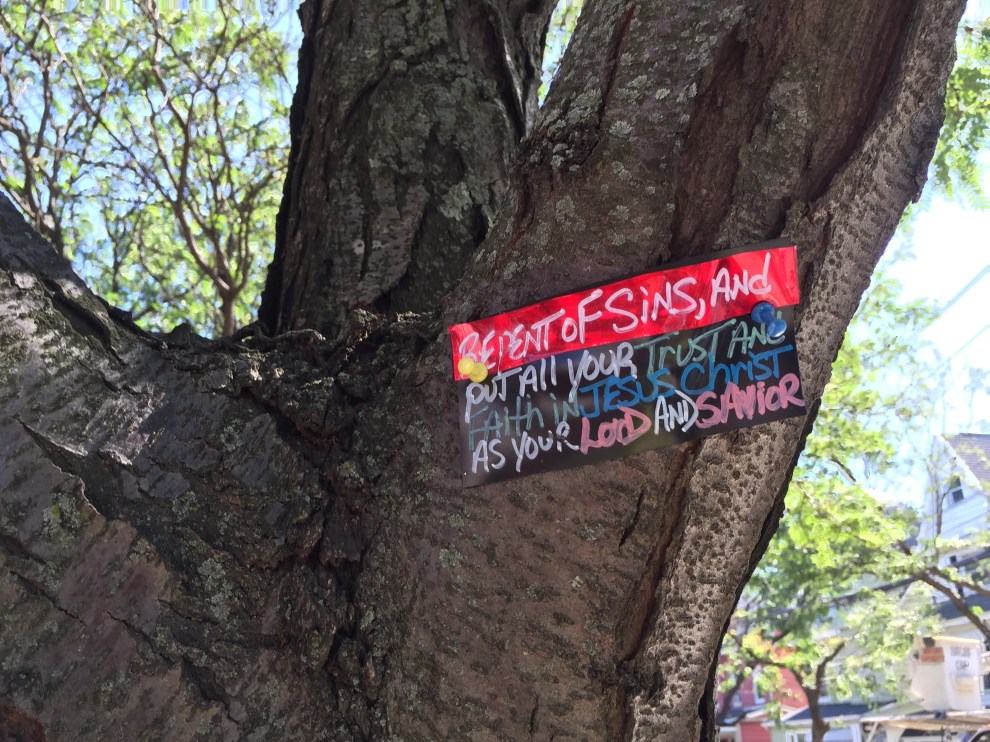 REPENT OF SiNS, ANd
PUT All YOUR TRUST ANd
FAITH iN JESUS Christ
AS YOUR LORD AND SAViOR